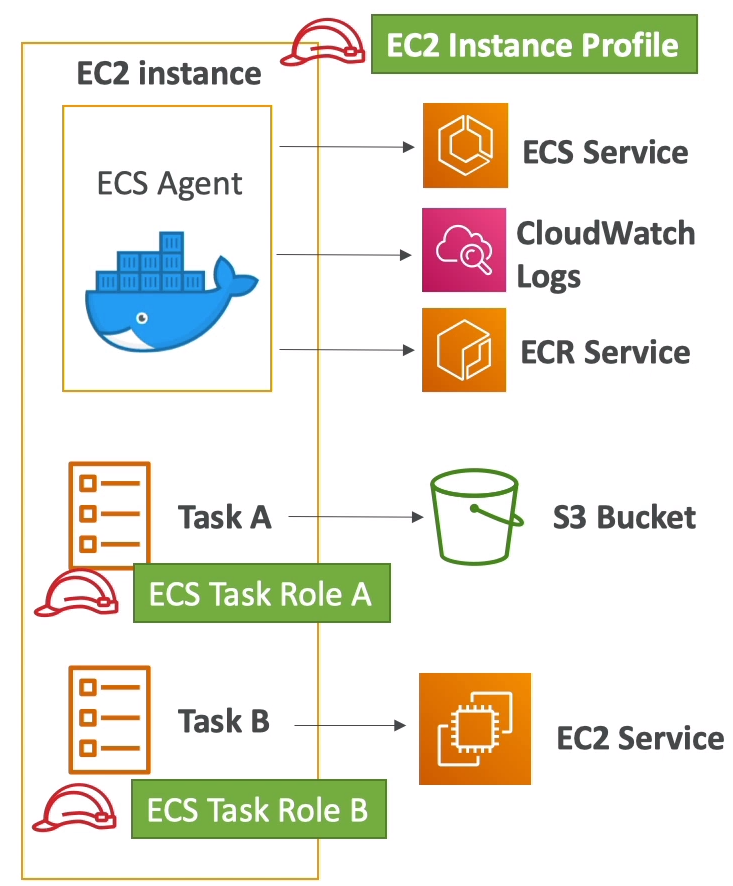 EC2 Instance Profile
EC2 instance
ECS Agent
ECS Service
CloudWatch
Logs
ECR Service
Task A
S3 Bucket
ECS Task Role A
Task B
EC2 Service
ECS Task Role B